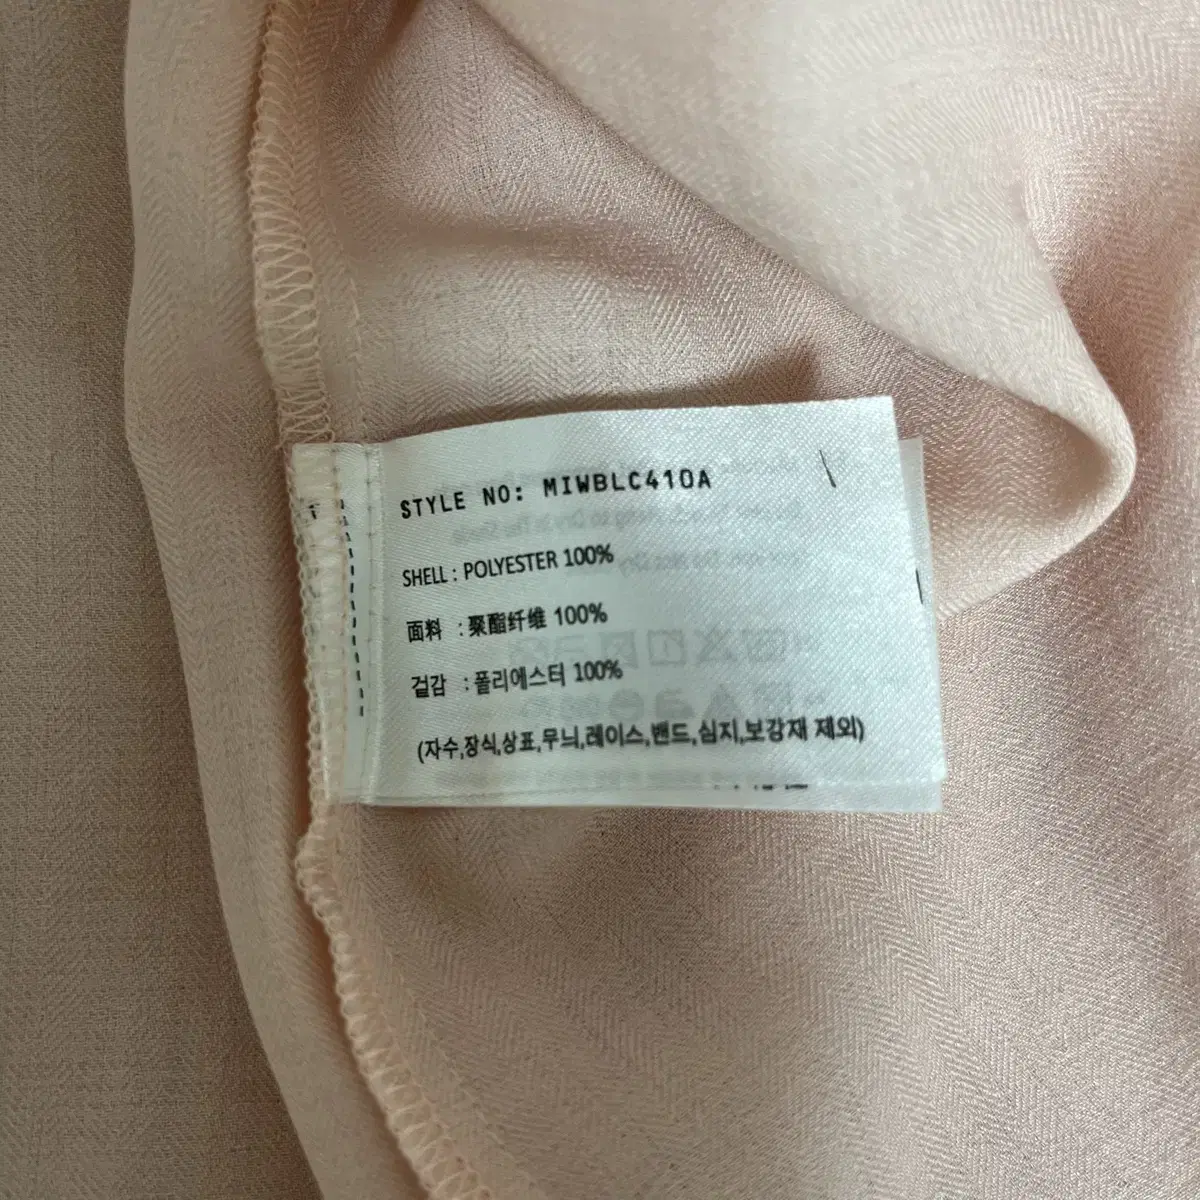 STYLE NO: MIWBLC410A
SHELL : POLYESTER 100%
面料 : 聚酯纤维 100%
겉감 : 폴리에스터 100%
(자수,장식,상표,무늬,레이스,밴드,심지,보강재 제외)